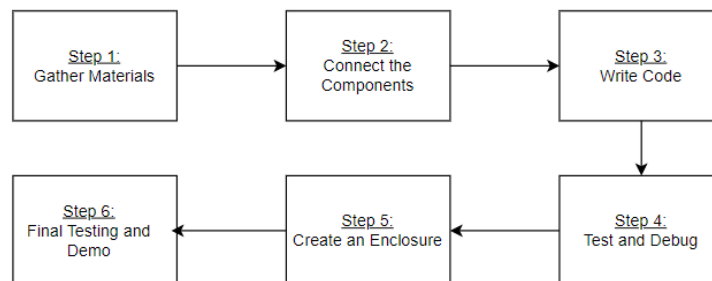 Step 1:
Gather Materials
Step 2:
Connect the
Components
Step 3:
Write Code
Step 4:
Test and Debug
Step 5:
Create an Enclosure
Step 6:
Final Testing and
Demo